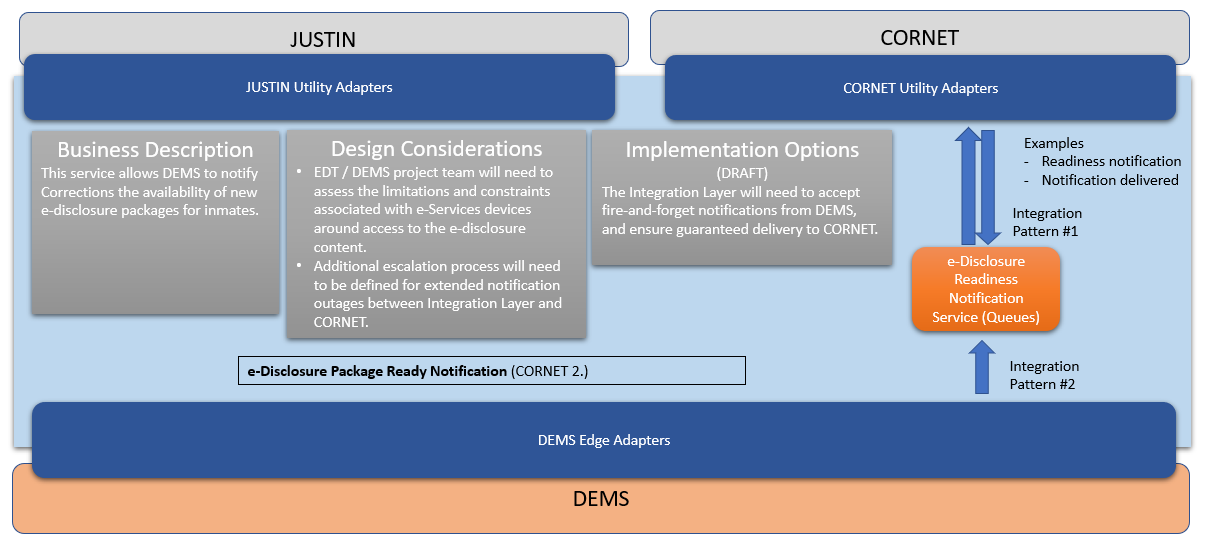 JUSTIN
CORNET
JUSTIN Utility Adapters
CORNET Utility Adapters
Business Description
This service allows DEMS to notify
Corrections the availability of new
e-disclosure packages for inmates.
Design Considerations
• EDT / DEMS project team will need to
assess the limitations and constraints
associated with e-Services devices
around access to the e-disclosure
content.
• Additional escalation process will need
to be defined for extended notification
outages between Integration Layer and
CORNET.
Implementation Options
(DRAFT)
The Integration Layer will need to accept
fire-and-forget notifications from DEMS,
and ensure guaranteed delivery to CORNET.
Examples
- Readiness notification
- Notification delivered
Integration
Pattern #1
e-Disclosure
Readiness
Notification
Service (Queues)
Integration
Pattern #2
e-Disclosure Package Ready Notification (CORNET 2.)
DEMS Edge Adapters
DEMS